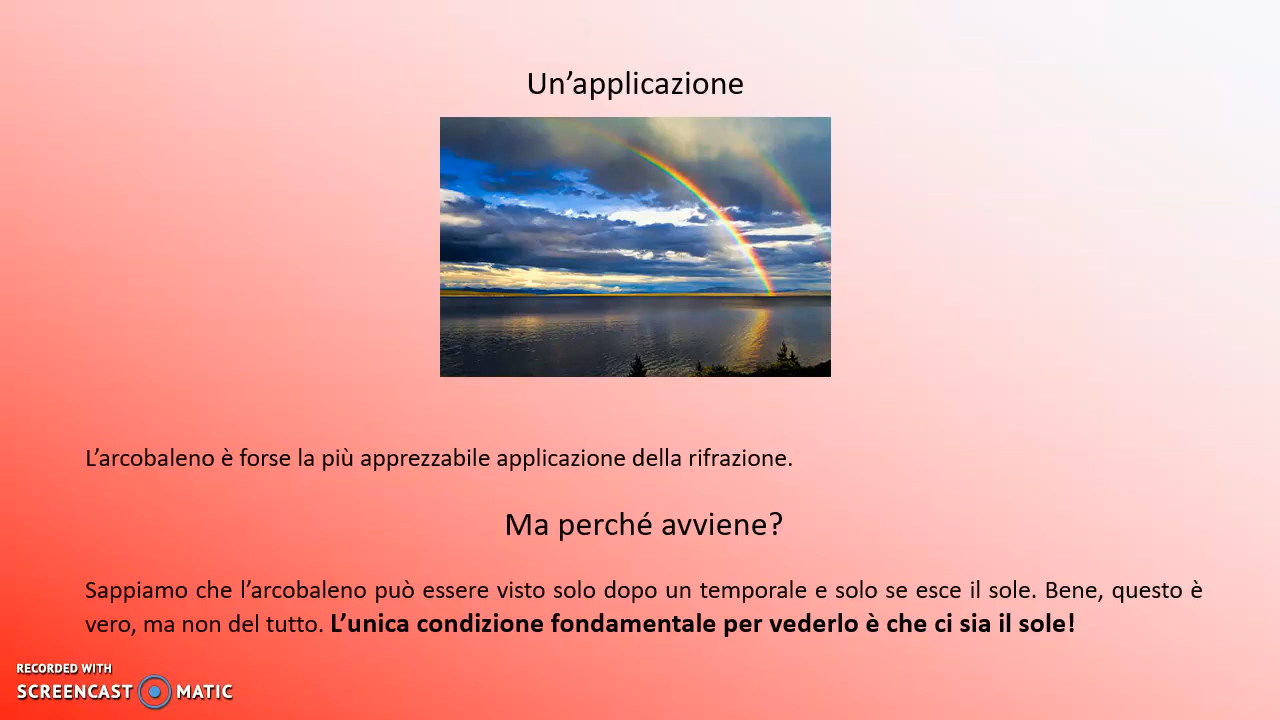 Un’applicazione
L’arcobaleno è forse la più apprezzabile applicazione della rifrazione.
Ma perché avviene?
Sappiamo che l’arcobaleno può essere visto solo dopo un temporale e solo se esce il sole. Bene, questo è
vero, ma non del tutto. L’unica condizione fondamentale per vederlo è che ci sia il sole!
RECORDED WITH
SCREENCAST MATIC